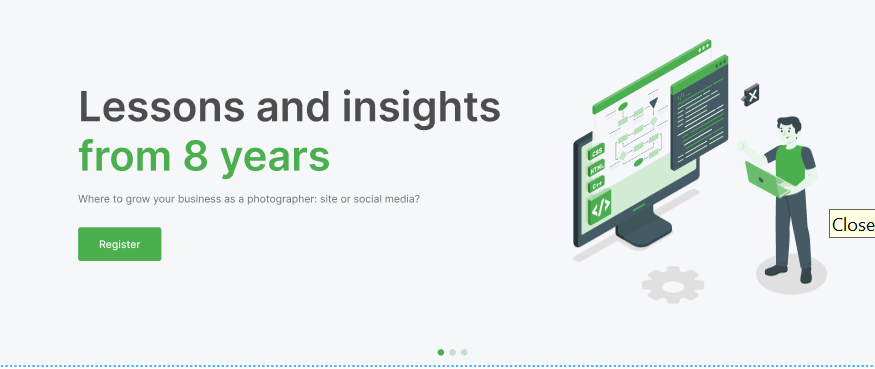 Lessons and insights
from 8 years
Where to grow your business as a photographer: site or social media?
Register
CSS
HTML
C++
</>
</>
X
Close